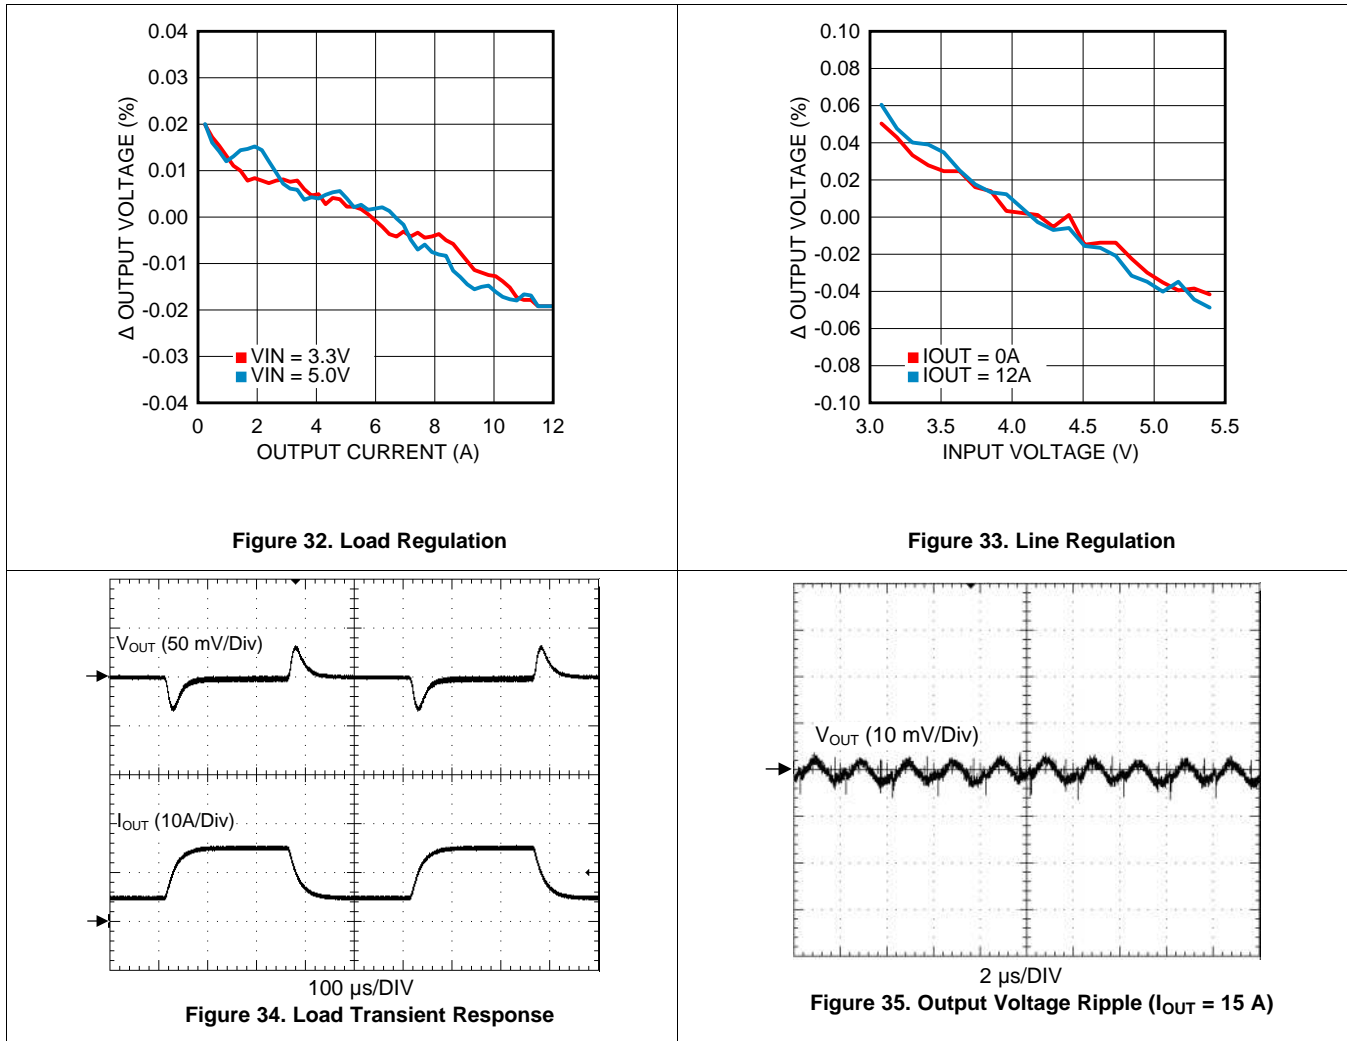 0.04
0.03
0.02
0.01
0.00
-0.01
-0.02
-0.03
-0.04
Δ OUTPUT VOLTAGE (%)
VIN = 3.3V
VIN = 5.0V
0 2 4 6 8 10 12
OUTPUT CURRENT (A)
Figure 32. Load Regulation
0.10
0.08
0.06
0.04
0.02
0.00
-0.02
-0.04
-0.06
-0.08
-0.10
Δ OUTPUT VOLTAGE (%)
IOUT = 0A
IOUT = 12A
3.0 3.5 4.0 4.5 5.0 5.5
INPUT VOLTAGE (V)
Figure 33. Line Regulation
VOUT (50 mV/Div)
IOUT (10A/Div)
100 µs/DIV
Figure 34. Load Transient Response
VOUT (10 mV/Div)
2 µs/DIV
Figure 35. Output Voltage Ripple (IOUT = 15 A)